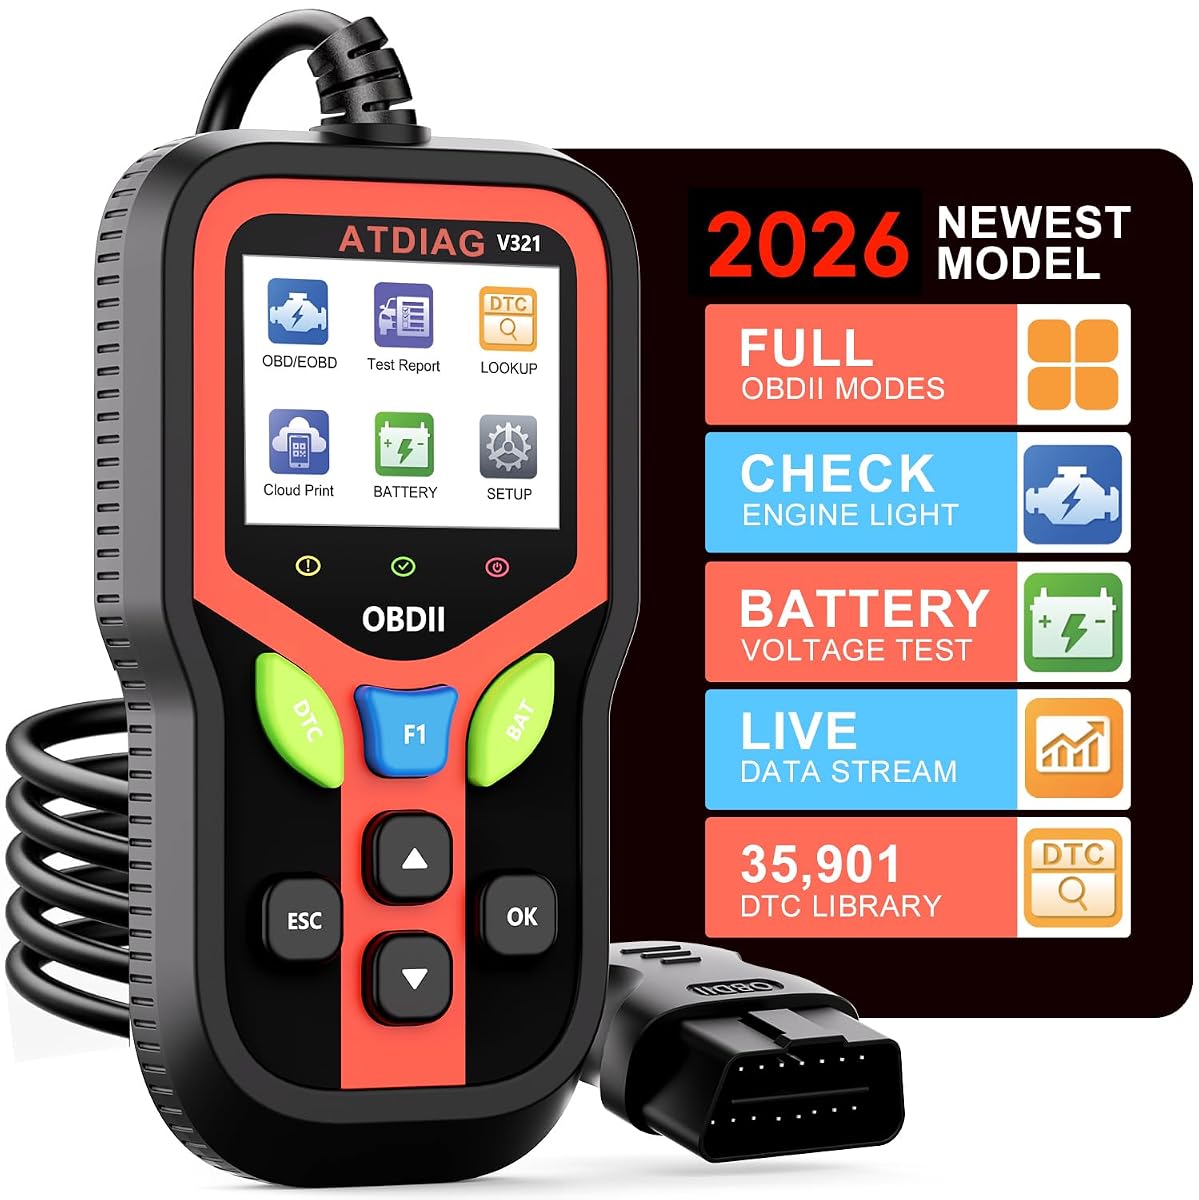 ATDIAG V321
OBD/EOBD
Test Report
DTC
LOOKUP
Cloud Print
BATTERY
SETUP
OBDII
DTC
F1
BAT
ESC
OK
OBDII
2026 NEWEST
MODEL
FULL
OBDII MODES
CHECK
ENGINE LIGHT
BATTERY
VOLTAGE TEST
LIVE
DATA STREAM
35,901
DTC LIBRARY
DTC